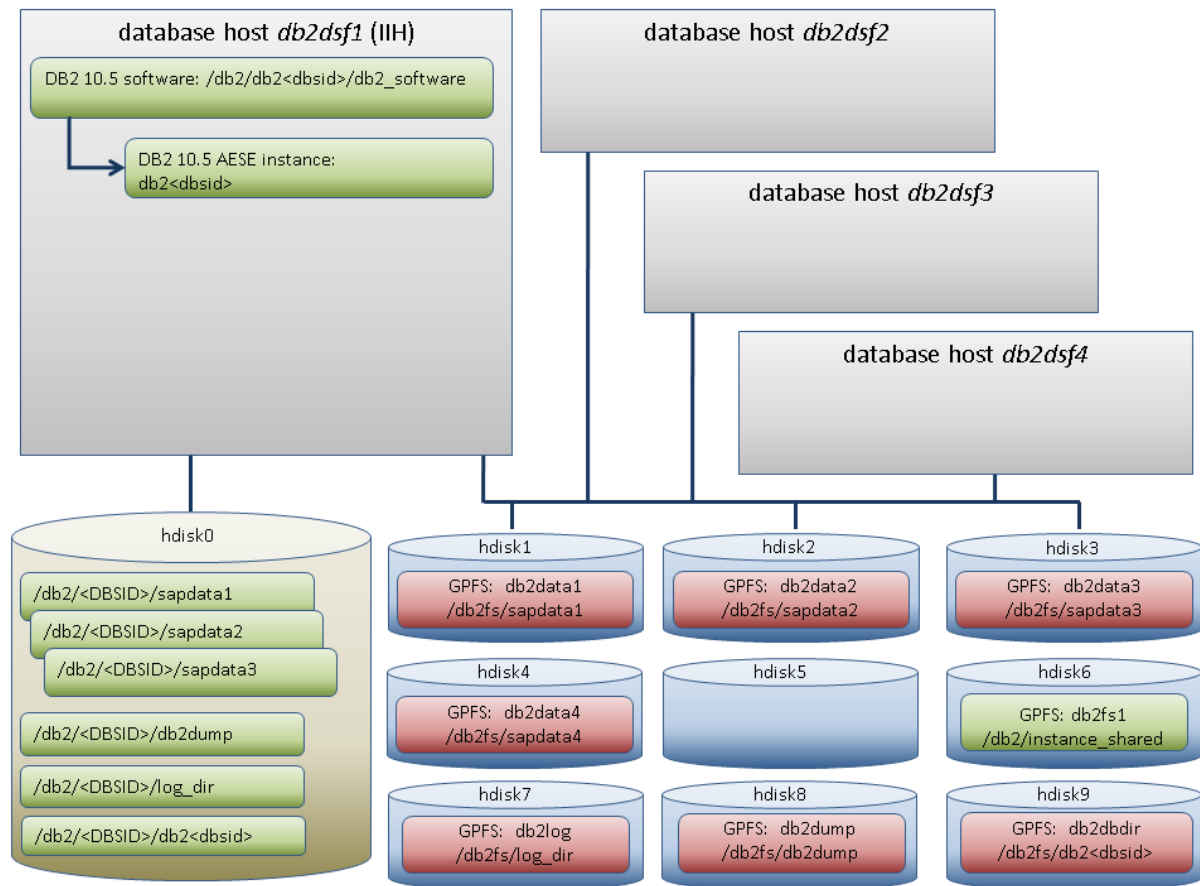 database host db2dsf1 (IIH)
DB2 10.5 software: /db2/db2<dbsid>/db2_software
DB2 10.5 AESE instance:
db2<dbsid>
database host db2dsf2
database host db2dsf3
database host db2dsf4
hdisk0
/db2/<DBSID>/sapdata1
/db2/<DBSID>/sapdata2
/db2/<DBSID>/sapdata3
/db2/<DBSID>/db2dump
/db2/<DBSID>/log_dir
/db2/<DBSID>/db2<dbsid>
hdisk1
GPFS: db2data1
/db2fs/sapdata1
hdisk2
GPFS: db2data2
/db2fs/sapdata2
hdisk3
GPFS: db2data3
/db2fs/sapdata3
hdisk4
GPFS: db2data4
/db2fs/sapdata4
hdisk5
hdisk6
GPFS: db2fs1
/db2/instance_shared
hdisk7
GPFS: db2log
/db2fs/log_dir
hdisk8
GPFS: db2dump
/db2fs/db2dump
hdisk9
GPFS: db2dbdir
/db2fs/db2<dbsid>